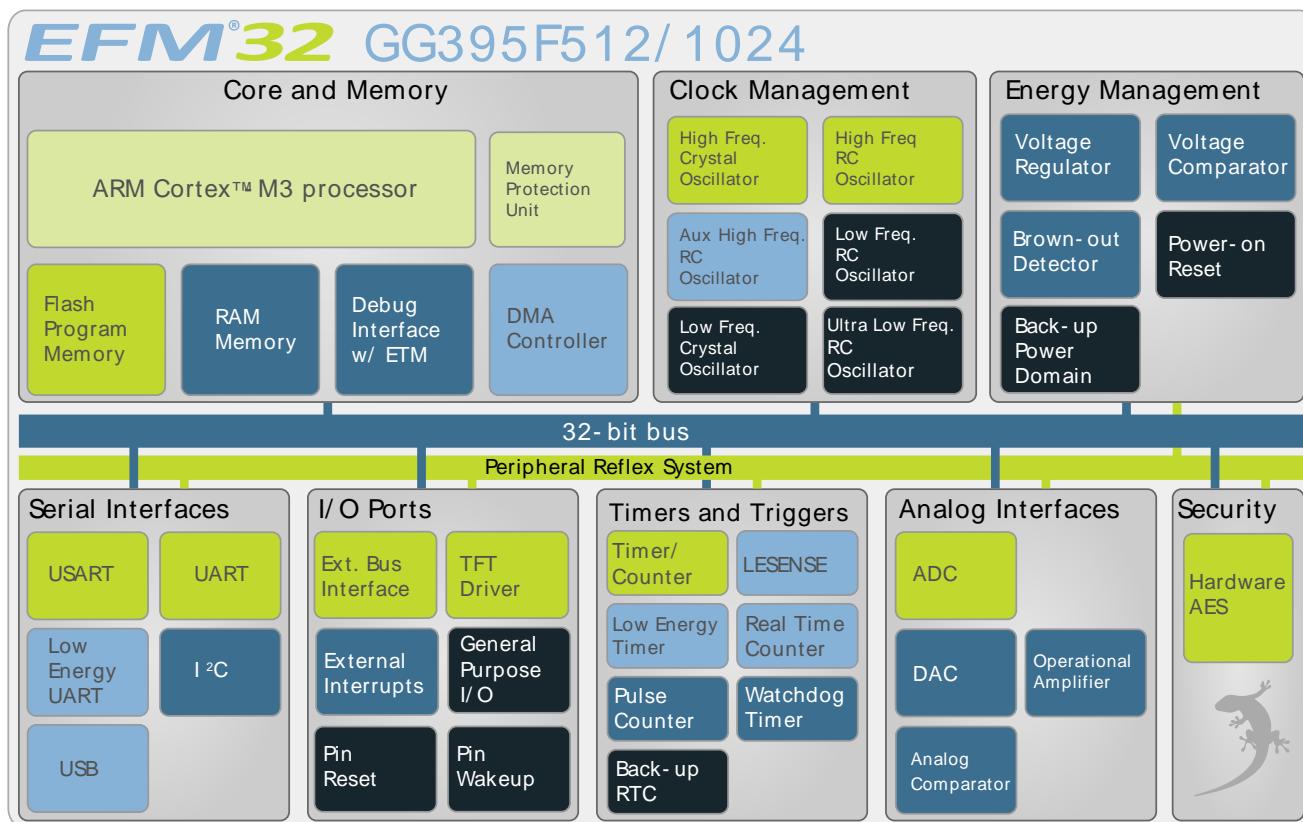 EFM®32 GG395F512/1024
Core and Memory
ARM Cortex™ M3 processor
Memory
Protection
Unit
Flash
Program
Memory
RAM
Memory
Debug
Interface
w/ ETM
DMA
Controller
Clock Management
High Freq.
Crystal
Oscillator
High Freq
RC
Oscillator
Aux High Freq.
RC
Oscillator
Low Freq.
RC
Oscillator
Low Freq.
Crystal
Oscillator
Ultra Low Freq.
RC
Oscillator
Energy Management
Voltage
Regulator
Voltage
Comparator
Brown-out
Detector
Power-on
Reset
Back-up
Power
Domain
32-bit bus
Peripheral Reflex System
Serial Interfaces
USART
UART
Low
Energy
UART
I²C
USB
I/O Ports
Ext. Bus
Interface
TFT
Driver
External
Interrupts
General
Purpose
I/O
Pin
Reset
Pin
Wakeup
Timers and Triggers
Timer/
Counter
LESENSE
Low Energy
Timer
Real Time
Counter
Pulse
Counter
Watchdog
Timer
Back-up
RTC
Analog Interfaces
ADC
DAC
Operational
Amplifier
Analog
Comparator
Security
Hardware
AES